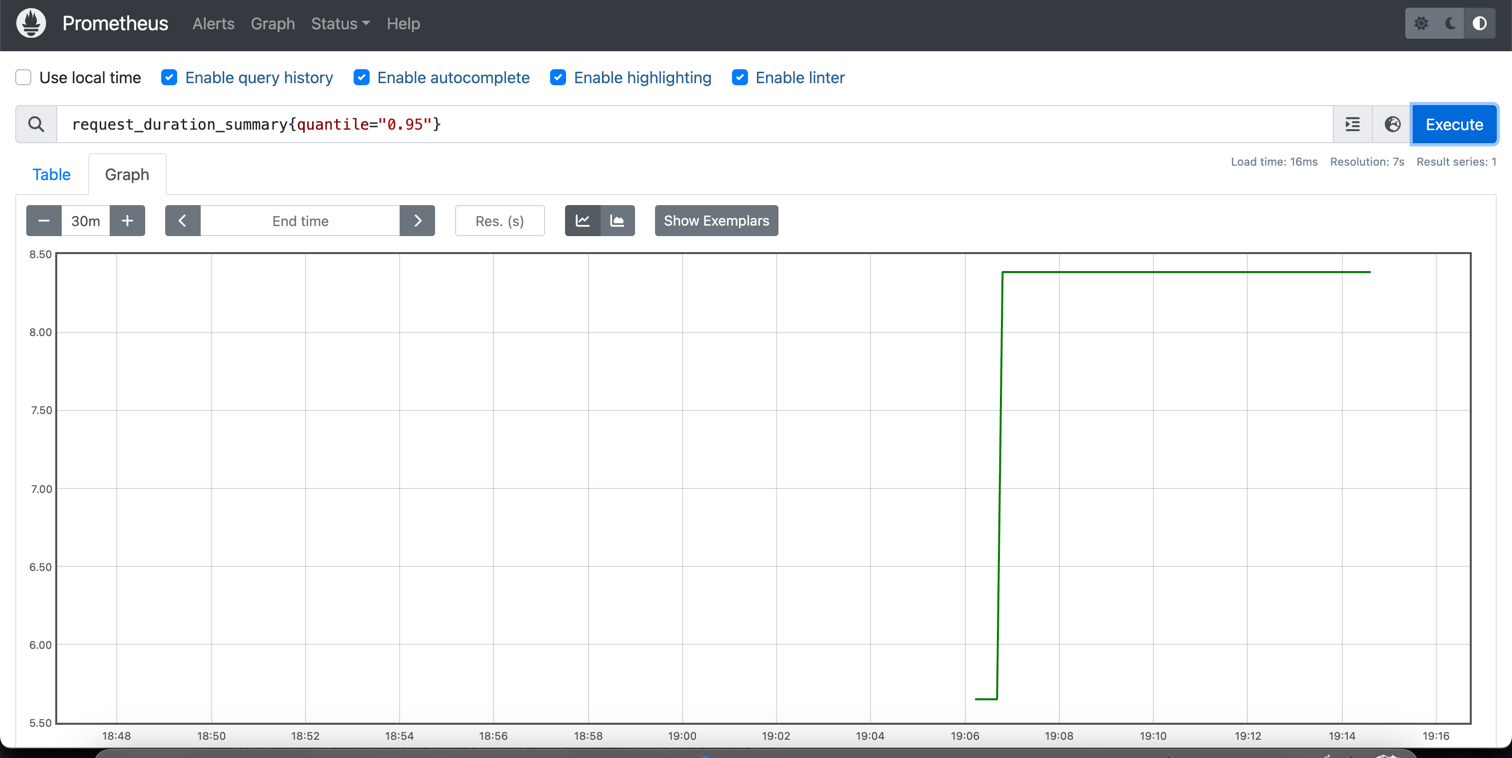 Prometheus Alerts Graph Status Help
Use local time Enable query history Enable autocomplete Enable highlighting Enable linter
request_duration_summary{quantile="0.95"} Execute
Load time: 16ms Resolution: 7s Result series: 1
Table Graph
30m End time Res. (s) Show Exemplars
8.50
8.00
7.50
7.00
6.50
6.00
5.50
18:48 18:50 18:52 18:54 18:56 18:58 19:00 19:02 19:04 19:06 19:08 19:10 19:12 19:14 19:16